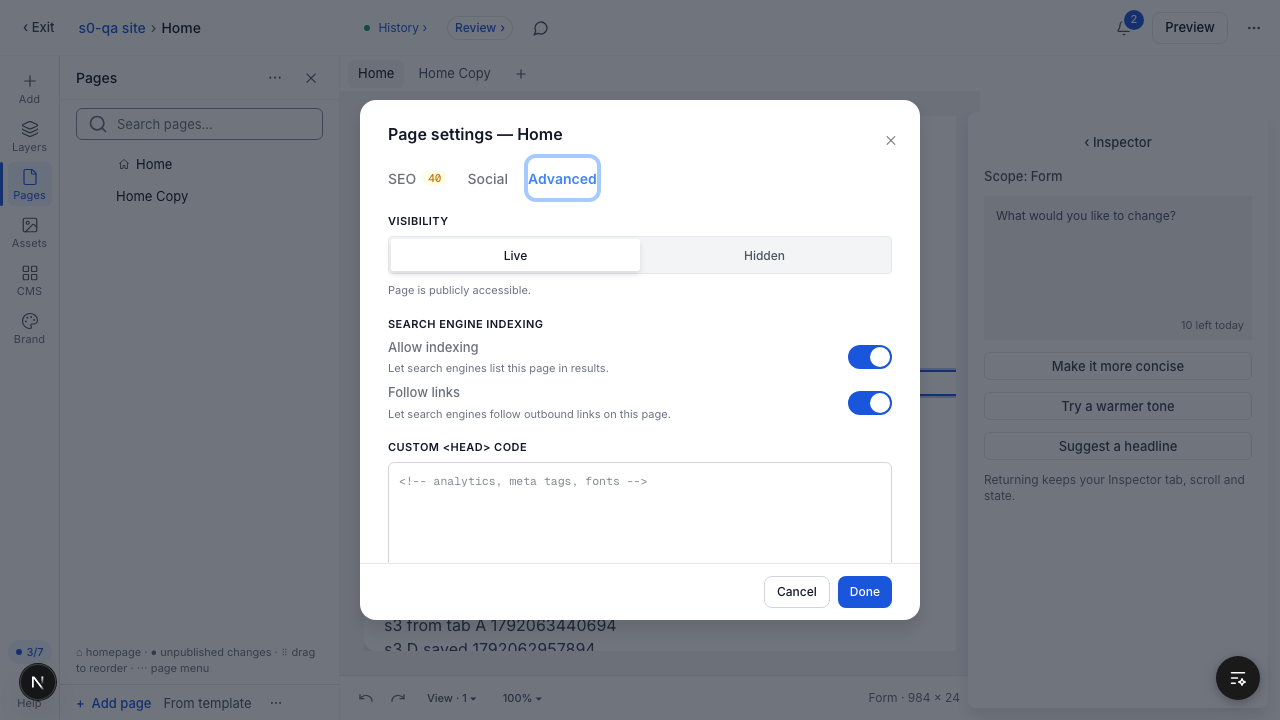 ‹ Exit
s0-qa site › Home
History ›
Review ›
2
Preview
Add
Layers
Pages
Assets
CMS
Brand
3/7
N
Help
Pages
Search pages...
Home
Home Copy
⌂ homepage · ● unpublished changes · ⠿ drag
to reorder · ··· page menu
+ Add page
From template
Home
Home Copy
Page settings — Home
SEO 40
Social
Advanced
VISIBILITY
Live
Hidden
Page is publicly accessible.
SEARCH ENGINE INDEXING
Allow indexing
Let search engines list this page in results.
Follow links
Let search engines follow outbound links on this page.
CUSTOM <HEAD> CODE
<!-- analytics, meta tags, fonts -->
Cancel
Done
s3 from tab A 1792063440694
s3 D saved 1792062957894
View · 1
100%
Form · 984 × 24
‹ Inspector
Scope: Form
What would you like to change?
10 left today
Make it more concise
Try a warmer tone
Suggest a headline
Returning keeps your Inspector tab, scroll and
state.